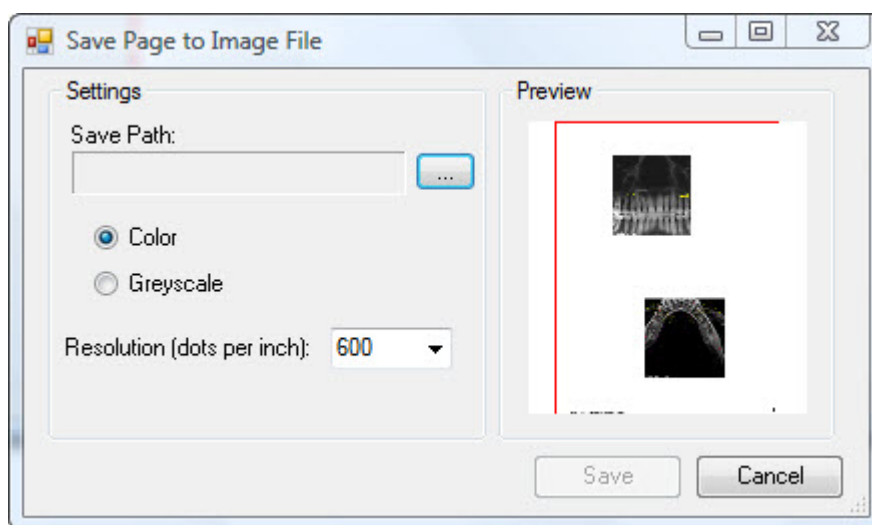 Save Page to Image File
Settings
Save Path:
...
Color
Greyscale
Resolution (dots per inch): 600
Preview
Save
Cancel